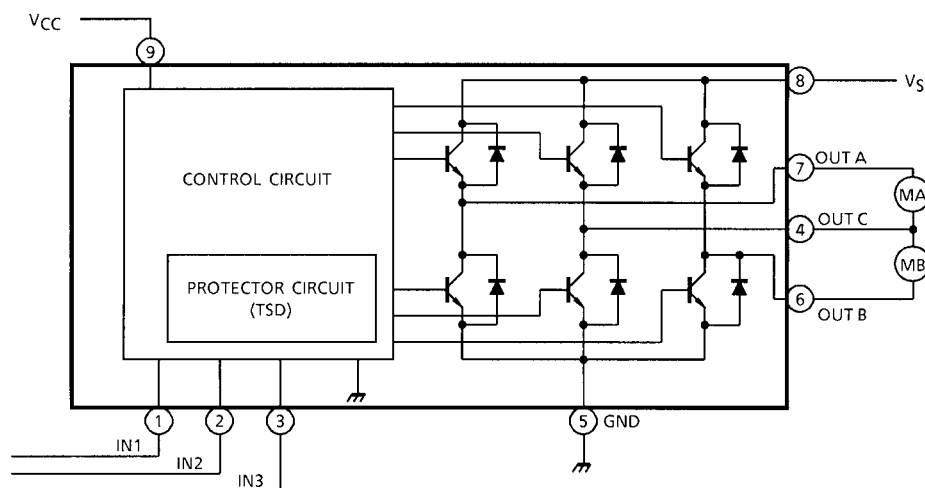 VCC
9
8
VS
7
OUT A
MA
CONTROL CIRCUIT
4
OUT C
MB
PROTECTOR CIRCUIT
(TSD)
6
OUT B
1
2
3
5
GND
IN1
IN2
IN3